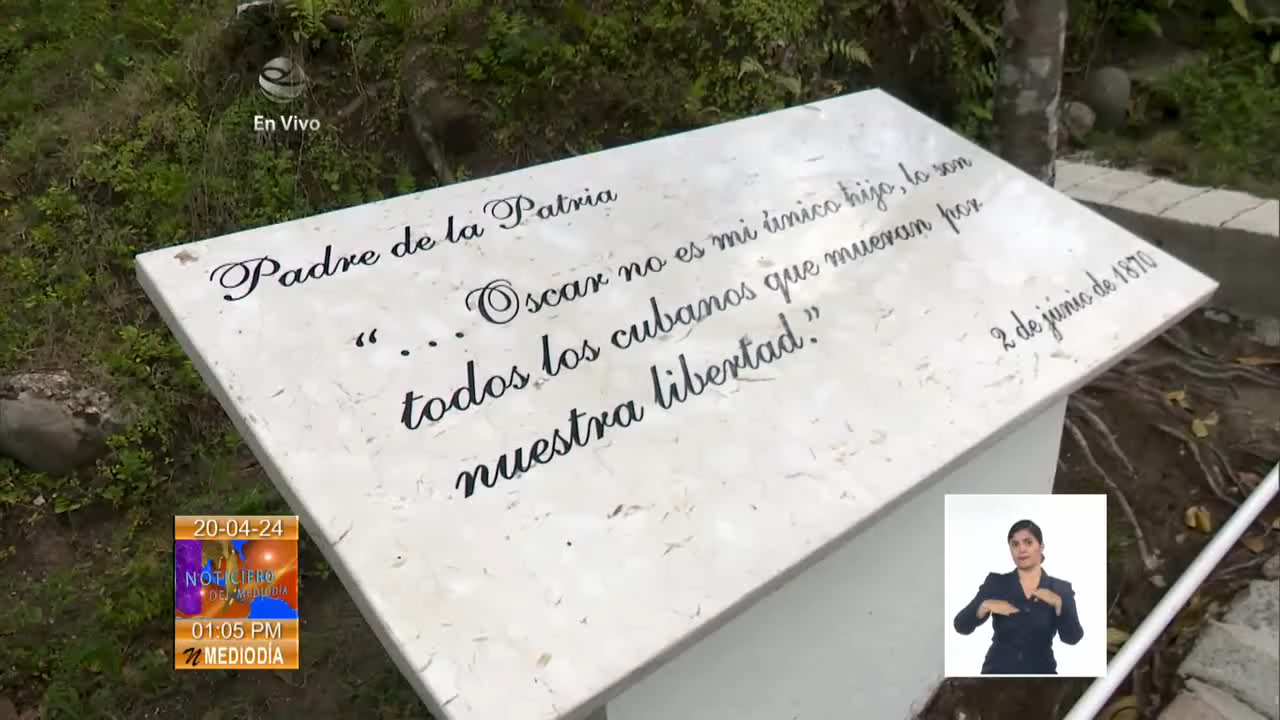 En Vivo
Padre de la Patria
“ . . . Oscar no es mi único hijo, lo son
todos los cubanos que mueran por
nuestra libertad.”
2 de junio de 1870
20-04-24
NOTICIERO
DEL MEDIODÍA
01:05 PM
N MEDIODÍA